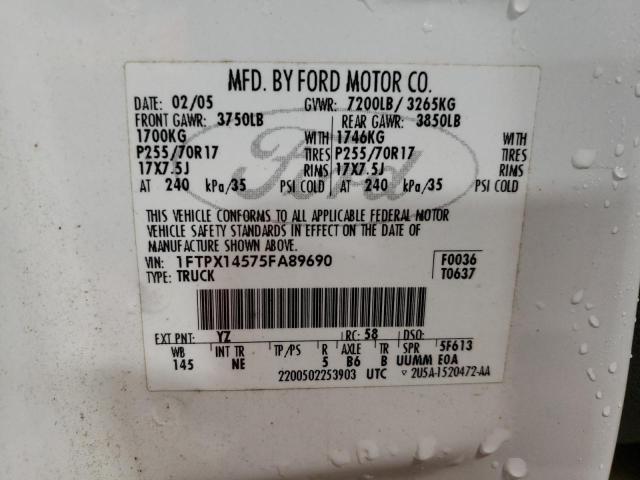 MFD. BY FORD MOTOR CO.
DATE: 02/05 GVWR: 7200LB/ 3265KG
FRONT GAWR: 3750LB REAR GAWR: 3850LB
1700KG WITH 1746KG WITH
P255/70R17 TIRES P255/70R17 TIRES
17X7.5J RIMS 17X7.5J RIMS
AT 240 kPa/35 PSI COLD AT 240 kPa/35 PSI COLD
Ford
THIS VEHICLE CONFORMS TO ALL APPLICABLE FEDERAL MOTOR
VEHICLE SAFETY STANDARDS IN EFFECT ON THE DATE OF
MANUFACTURE SHOWN ABOVE.
VIN: 1FTPX14575FA89690 F0036
TYPE: TRUCK T0637
EXT PNT: YZ RC: 58 DSO:
WB INT TR TP/PS R AXLE TR SPR 5F613
145 NE 5 B6 B UUMM EOA
2200502253903 UTC 2U5A-1520472-AA